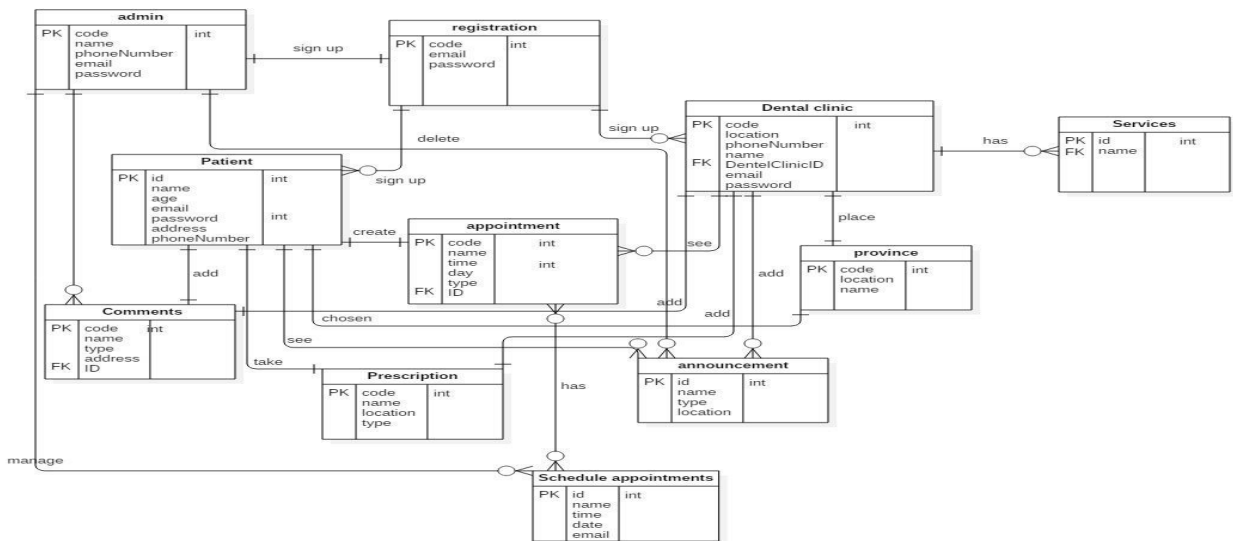 admin
PK code int
name
phoneNumber
email
password
sign up
registration
PK code int
email
password
delete
sign up
sign up
Dental clinic
PK code int
location
phoneNumber
name
FK DentelClinicID
email
password
has
Services
PK id int
FK name
Patient
PK id int
name
age
email
password int
address
phoneNumber
create
appointment
PK code int
name
time int
day
type
FK ID
see
place
province
PK code int
location
name
add
add
add
add
Comments
PK code int
name
type
address
FK ID
chosen
see
take
Prescription
PK code int
name
location
type
has
announcement
PK id int
name
type
location
manage
Schedule appointments
PK id int
name
time
date
email